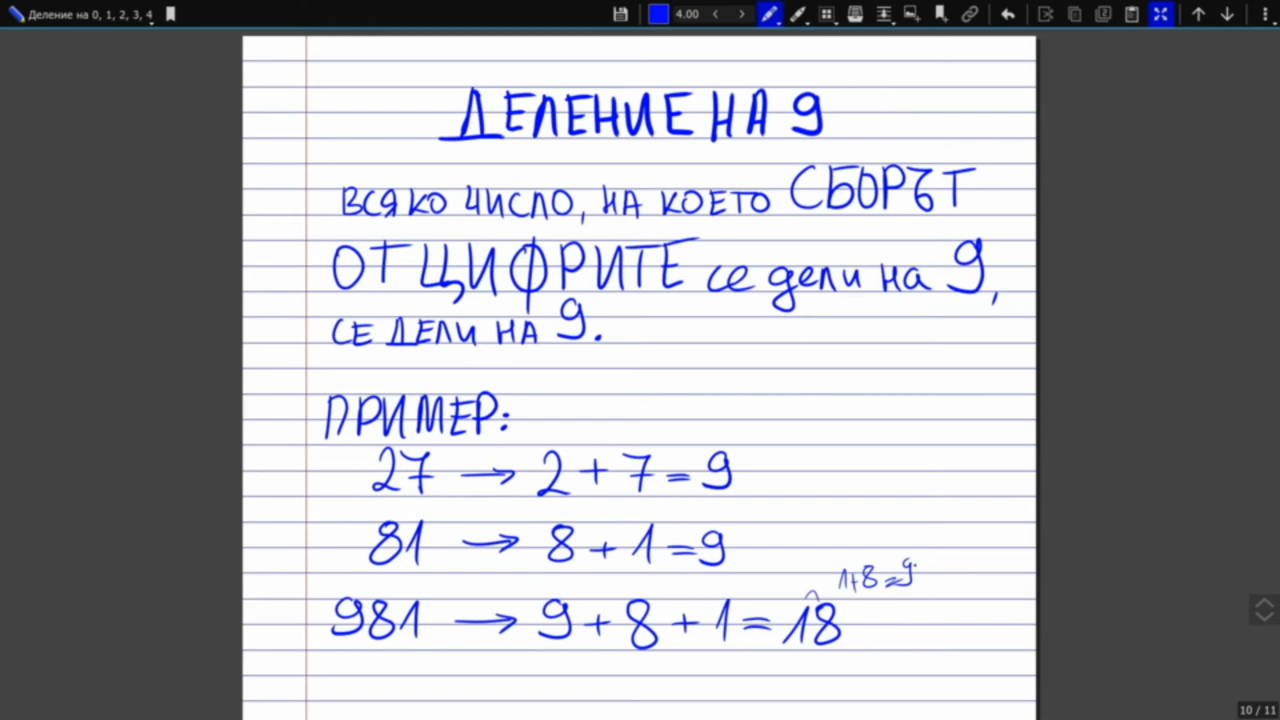 Деление на 0, 1, 2, 3, 4
4.00
ДЕЛЕНИЕ НА 9
ВСЯКО ЧИСЛО, НА КОЕТО СБОРЪТ
ОТ ЦИФРИТЕ се дели на 9,
СЕ ДЕЛИ НА 9.
ПРИМЕР:
27 → 2 + 7 = 9
81 → 8 + 1 = 9
1+8=9.
981 → 9 + 8 + 1 = 18
10 / 11